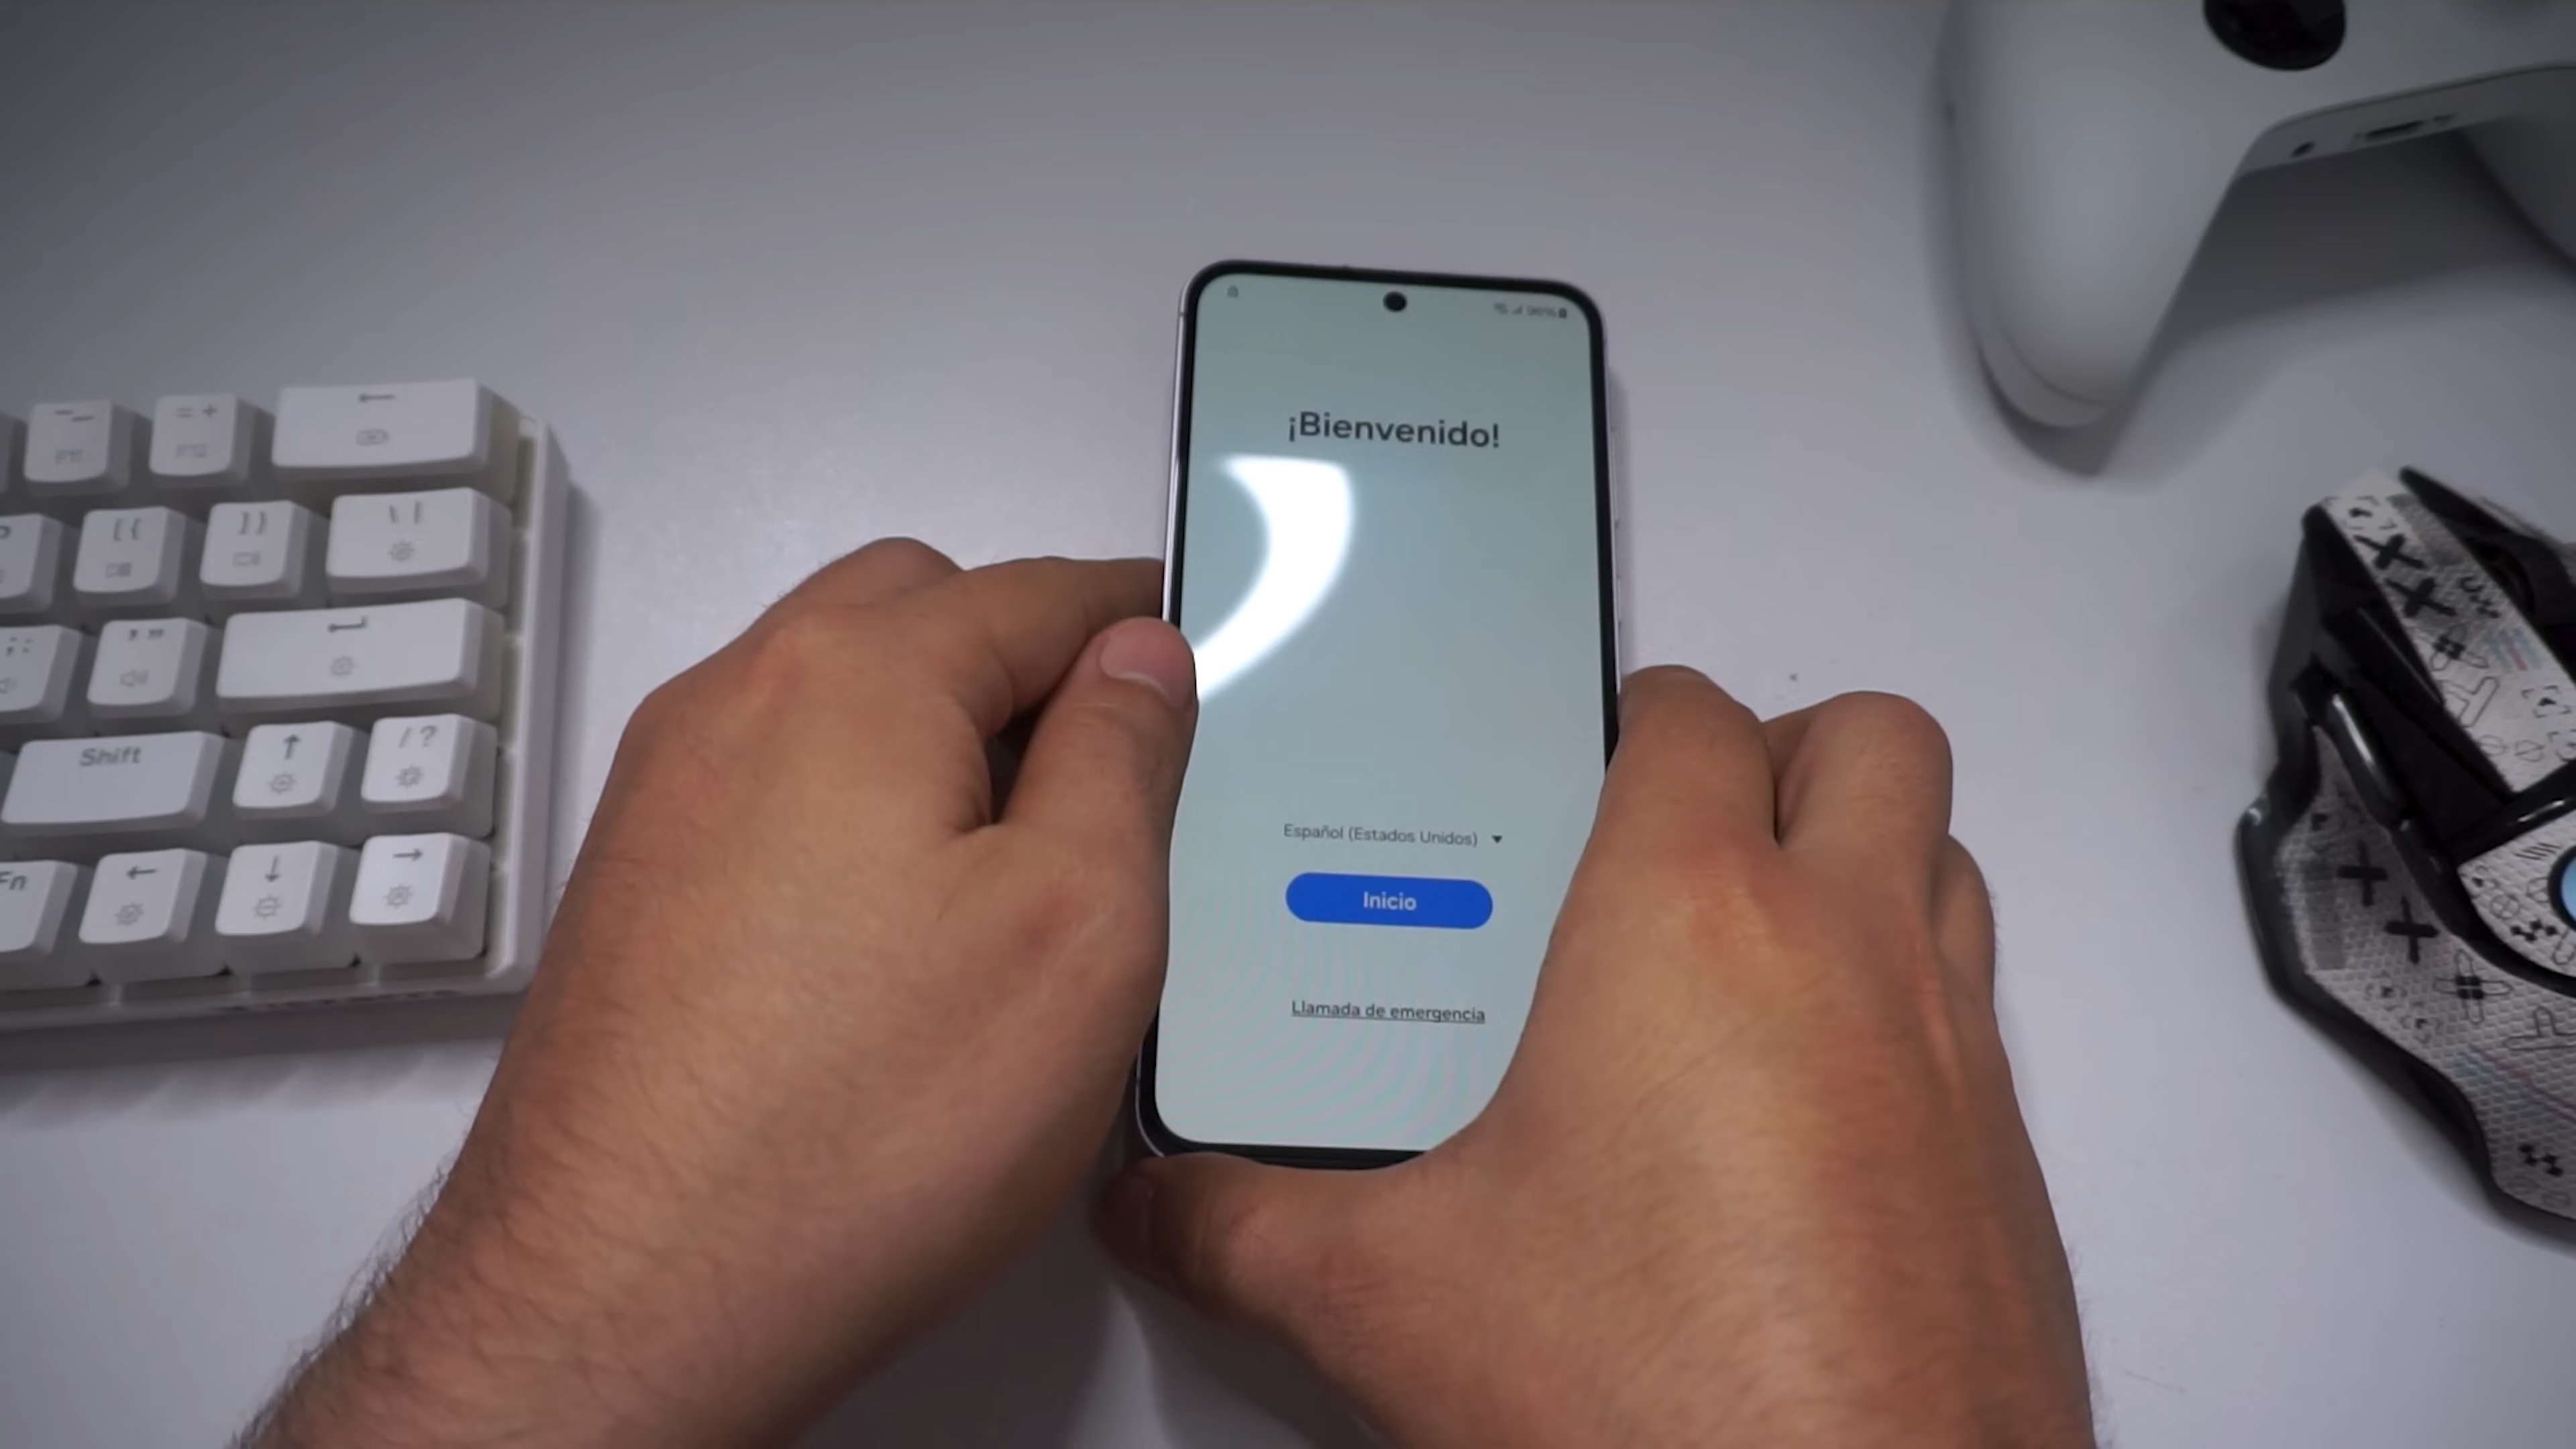 ¡Bienvenido!
Español (Estados Unidos)
Inicio
Llamada de emergencia
- _
= +
[ {
] }
\ |
; :
' "
Shift
/ ?
Fn